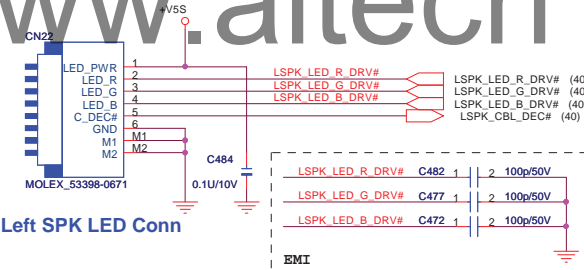 ww.aitech
+V5S
CN22
LED_PWR 1
LED_R 2 LSPK_LED_R_DRV# LSPK_LED_R_DRV# (40
LED_G 3 LSPK_LED_G_DRV# LSPK_LED_G_DRV# (40
LED_B 4 LSPK_LED_B_DRV# LSPK_LED_B_DRV# (40
C_DEC# 5 LSPK_CBL_DEC# (40)
GND 6
M1 M1
M2 M2
MOLEX_53398-0671
C484
0.1U/10V
Left SPK LED Conn
LSPK_LED_R_DRV# C482 1 2 100p/50V
LSPK_LED_G_DRV# C477 1 2 100p/50V
LSPK_LED_B_DRV# C472 1 2 100p/50V
EMI